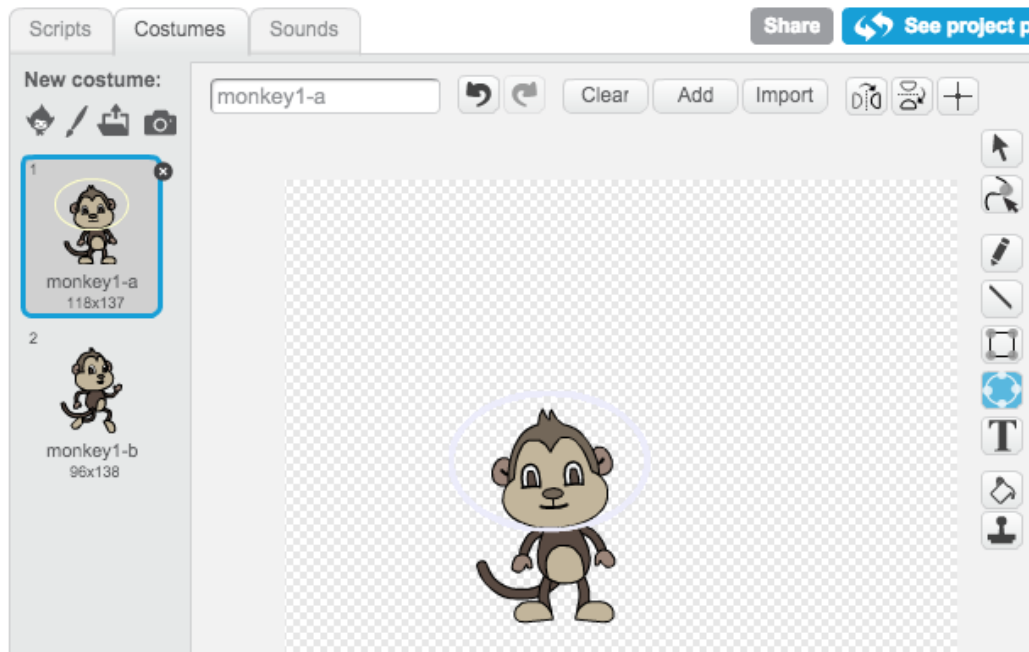 Scripts
Costumes
Sounds
Share
See project p
New costume:
monkey1-a
Clear
Add
Import
1
monkey1-a
118x137
2
monkey1-b
96x138
T